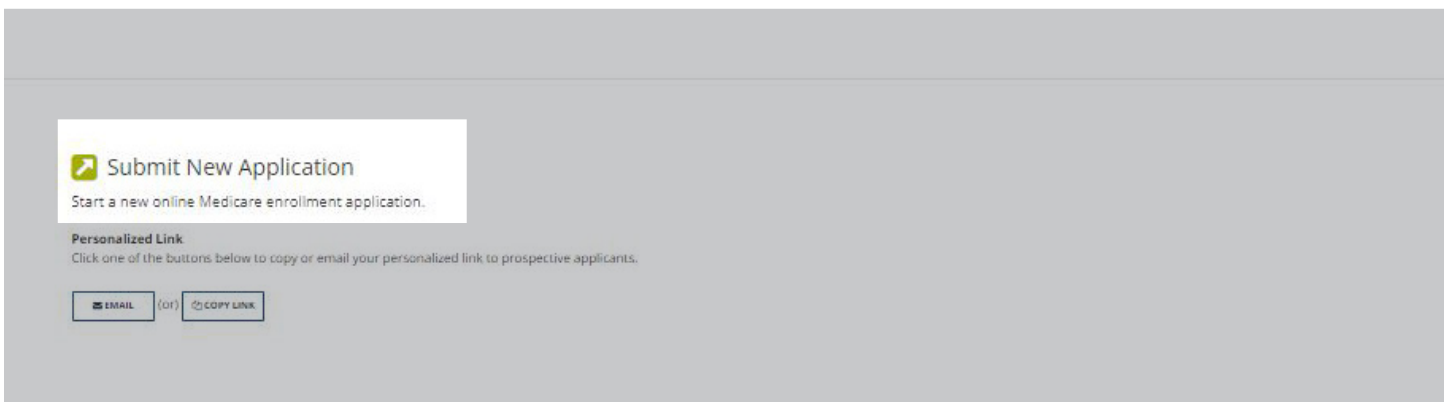 Submit New Application
Start a new online Medicare enrollment application.
Personalized Link
Click one of the buttons below to copy or email your personalized link to prospective applicants.
EMAIL (or) COPY LINK